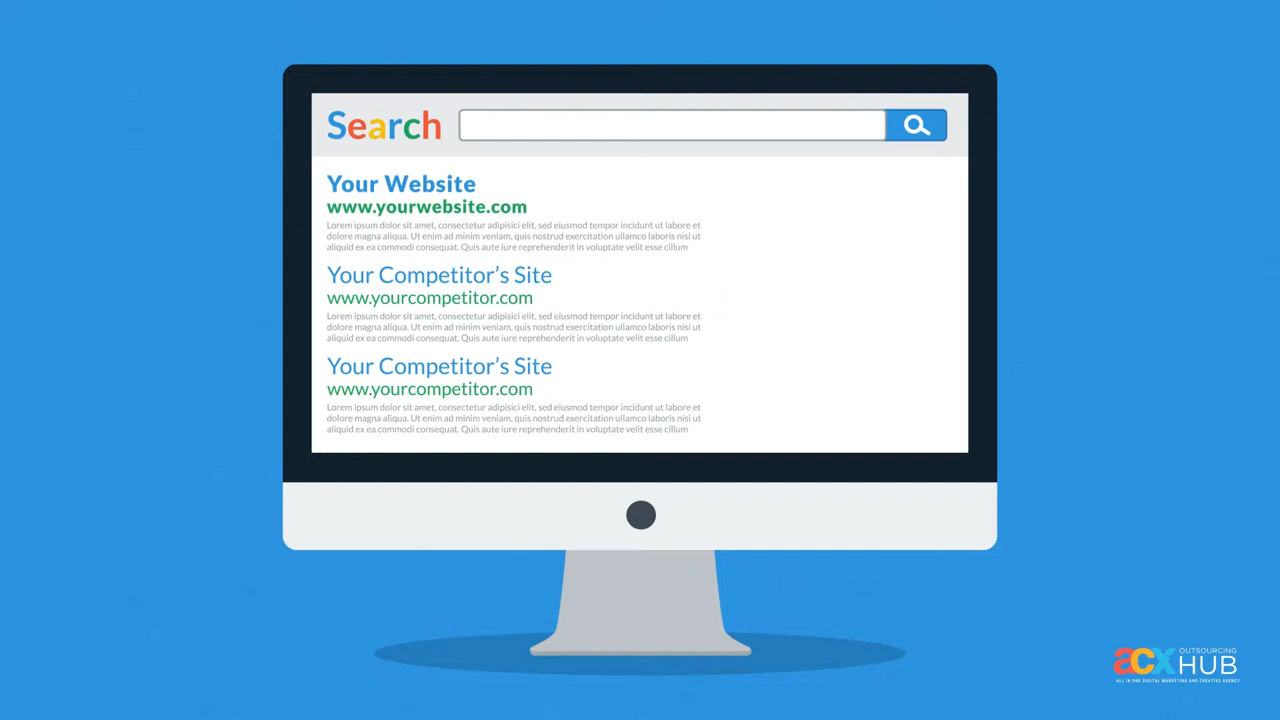 Search
Your Website
www.yourwebsite.com
Lorem ipsum dolor sit amet, consectetur adipisici elit, sed eiusmod tempor incidunt ut labore et
dolore magna aliqua. Ut enim ad minim veniam, quis nostrud exercitation ullamco laboris nisi ut
aliquid ex ea commodi consequat. Quis aute iure reprehenderit in voluptate velit esse cillum
Your Competitor’s Site
www.yourcompetitor.com
Lorem ipsum dolor sit amet, consectetur adipisici elit, sed eiusmod tempor incidunt ut labore et
dolore magna aliqua. Ut enim ad minim veniam, quis nostrud exercitation ullamco laboris nisi ut
aliquid ex ea commodi consequat. Quis aute iure reprehenderit in voluptate velit esse cillum
Your Competitor’s Site
www.yourcompetitor.com
Lorem ipsum dolor sit amet, consectetur adipisici elit, sed eiusmod tempor incidunt ut labore et
dolore magna aliqua. Ut enim ad minim veniam, quis nostrud exercitation ullamco laboris nisi ut
aliquid ex ea commodi consequat. Quis aute iure reprehenderit in voluptate velit esse cillum
acx OUTSOURCING
HUB
ALL IN ONE DIGITAL MARKETING AND CREATIVE AGENCY